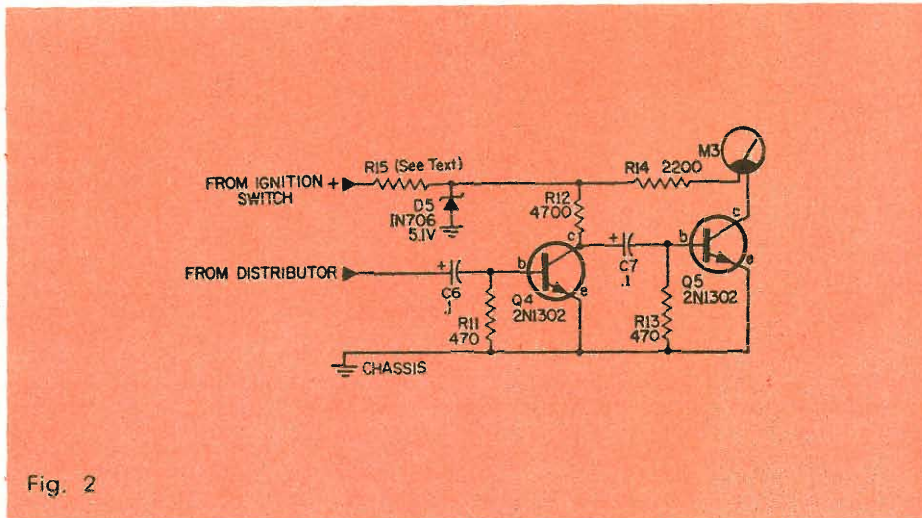 M3
R15 (See Text)
R14 2200
FROM IGNITION +
SWITCH
D5
1N706
5.1V
R12
4700
c
FROM DISTRIBUTOR
+
C6
.1
b
c
e
Q4
2N1302
+
C7
.1
b
e
Q5
2N1302
R11
470
R13
470
CHASSIS
Fig. 2